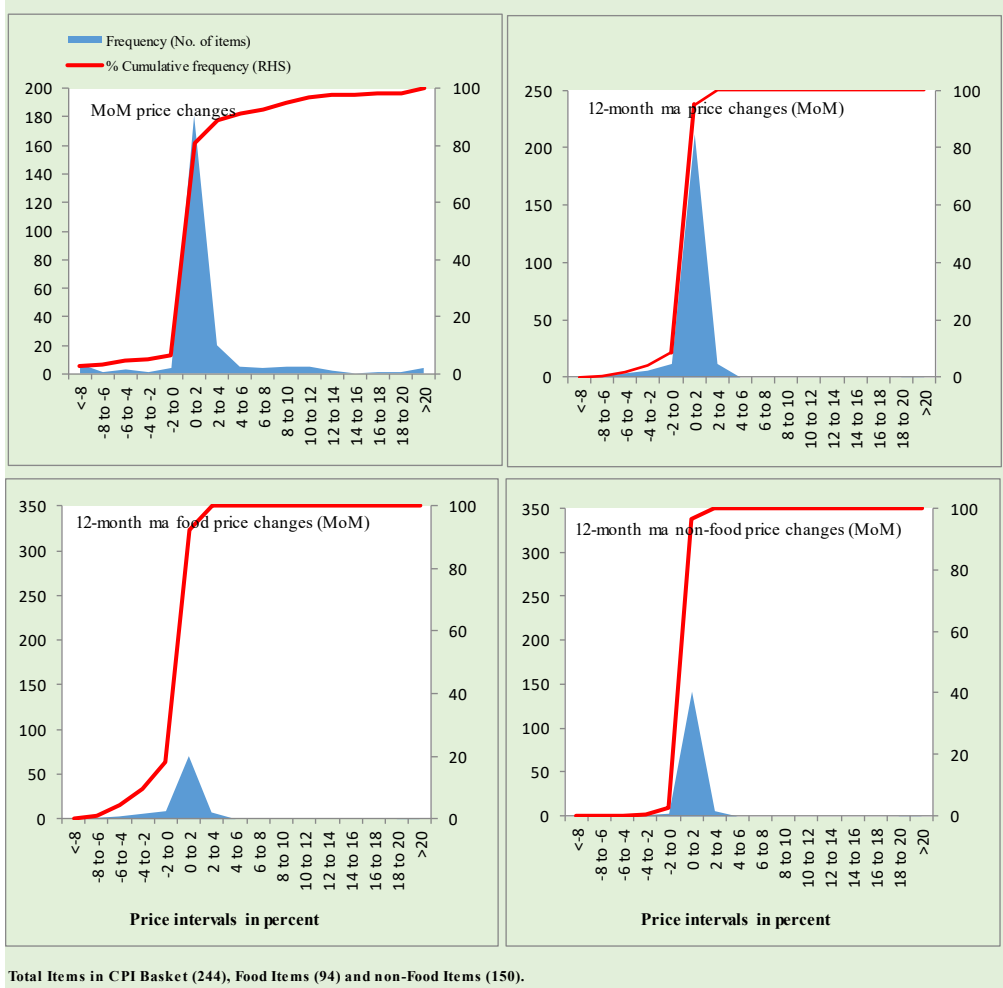 Frequency (No. of items)
% Cumulative frequency (RHS)
MoM price changes
200
180
160
140
120
100
80
60
40
20
0
100
80
60
40
20
0
<-8
-8 to -6
-6 to -4
-4 to -2
-2 to 0
0 to 2
2 to 4
4 to 6
6 to 8
8 to 10
10 to 12
12 to 14
14 to 16
16 to 18
18 to 20
>20
12-month ma price changes (MoM)
250
200
150
100
50
0
100
80
60
40
20
0
<-8
-8 to -6
-6 to -4
-4 to -2
-2 to 0
0 to 2
2 to 4
4 to 6
6 to 8
8 to 10
10 to 12
12 to 14
14 to 16
16 to 18
18 to 20
>20
12-month ma food price changes (MoM)
350
300
250
200
150
100
50
0
100
80
60
40
20
0
<-8
-8 to -6
-6 to -4
-4 to -2
-2 to 0
0 to 2
2 to 4
4 to 6
6 to 8
8 to 10
10 to 12
12 to 14
14 to 16
16 to 18
18 to 20
>20
Price intervals in percent
12-month ma non-food price changes (MoM)
350
300
250
200
150
100
50
0
100
80
60
40
20
0
<-8
-8 to -6
-6 to -4
-4 to -2
-2 to 0
0 to 2
2 to 4
4 to 6
6 to 8
8 to 10
10 to 12
12 to 14
14 to 16
16 to 18
18 to 20
>20
Price intervals in percent
Total Items in CPI Basket (244), Food Items (94) and non-Food Items (150).